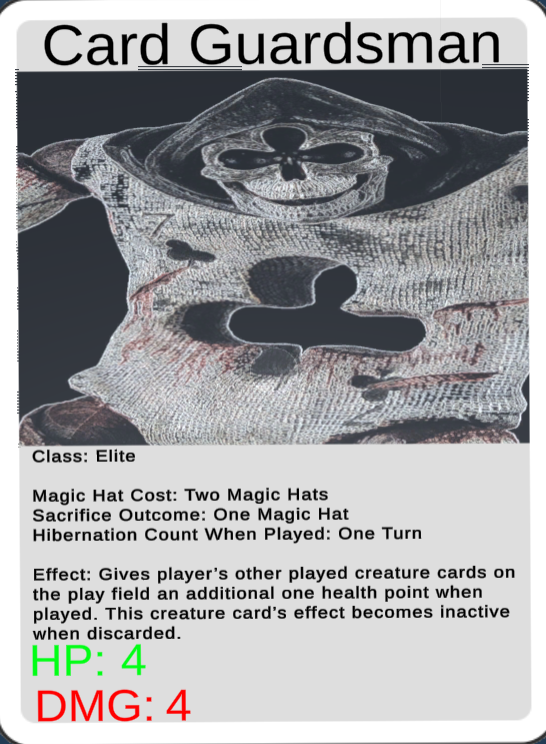 Card Guardsman
7
Class: Elite
Magic Hat Cost: Two Magic Hats
Sacrifice Outcome: One Magic Hat
Hibernation Count When Played: One Turn
Effect: Gives player's other played creature cards on
the play field an additional one health point when
played. This creature card's effect becomes inactive
when discarded.
HP: 4
DMG: 4